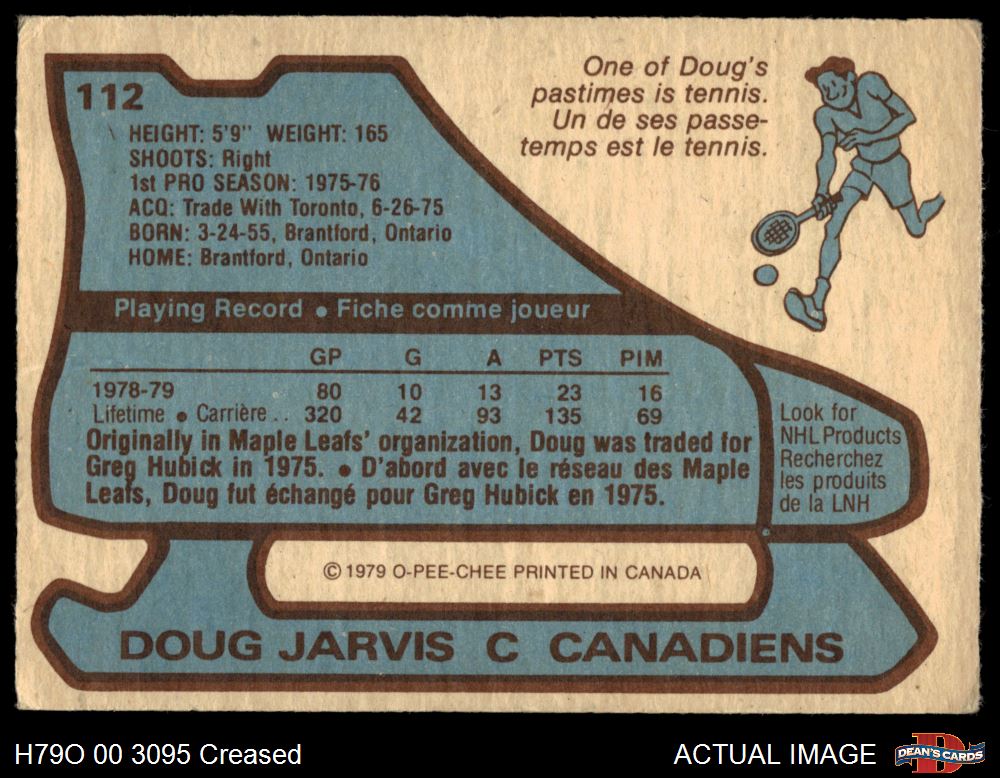 112
HEIGHT: 5'9" WEIGHT: 165
SHOOTS: Right
1st PRO SEASON: 1975-76
ACQ: Trade With Toronto, 6-26-75
BORN: 3-24-55, Brantford, Ontario
HOME: Brantford, Ontario
One of Doug's
pastimes is tennis.
Un de ses passe-
temps est le tennis.
Playing Record • Fiche comme joueur
GP G A PTS PIM
1978-79 80 10 13 23 16
Lifetime • Carrière .. 320 42 93 135 69
Originally in Maple Leafs' organization, Doug was traded for
Greg Hubick in 1975. • D'abord avec le réseau des Maple
Leafs, Doug fut échangé pour Greg Hubick en 1975.
Look for
NHL Products
Recherchez
les produits
de la LNH
© 1979 O-PEE-CHEE PRINTED IN CANADA
DOUG JARVIS C CANADIENS
H79O 00 3095 Creased
ACTUAL IMAGE
DEAN'S CARDS